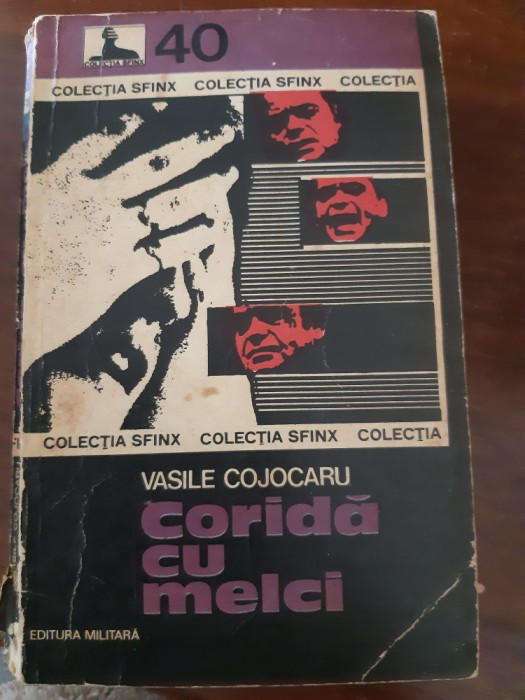 COLECȚIA SFINX
40
COLECȚIA SFINX COLECȚIA SFINX COLECȚIA
COLECȚIA SFINX COLECȚIA SFINX COLECȚIA
VASILE COJOCARU
coridă
cu
melci
EDITURA MILITARĂ